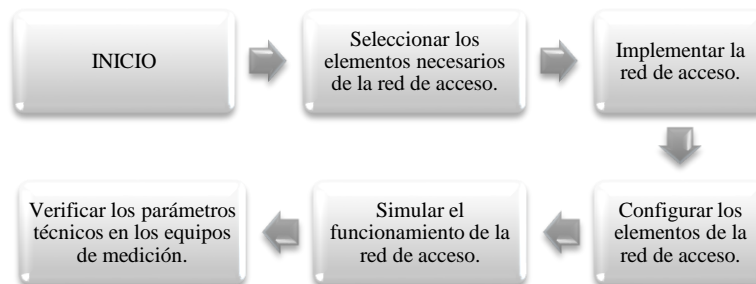 INICIO
Seleccionar los
elementos necesarios
de la red de acceso.
Implementar la
red de acceso.
Configurar los
elementos de la
red de acceso.
Simular el
funcionamiento de la
red de acceso.
Verificar los parámetros
técnicos en los equipos
de medición.